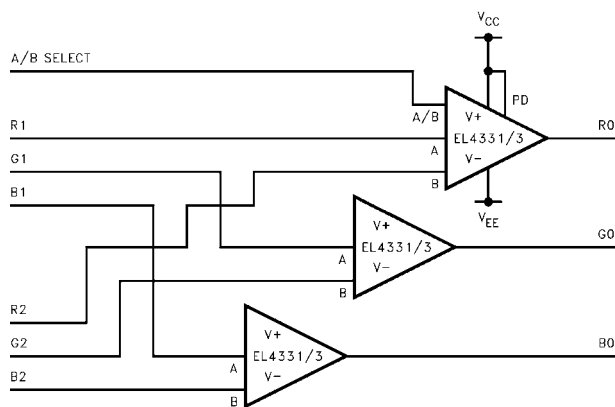 V_CC
A/B SELECT
PD
A/B
V+
R1
EL4331/3
R0
A
G1
V-
B
B1
V_EE
V+
EL4331/3
G0
A
V-
B
R2
V+
G2
EL4331/3
B0
A
V-
B2
B